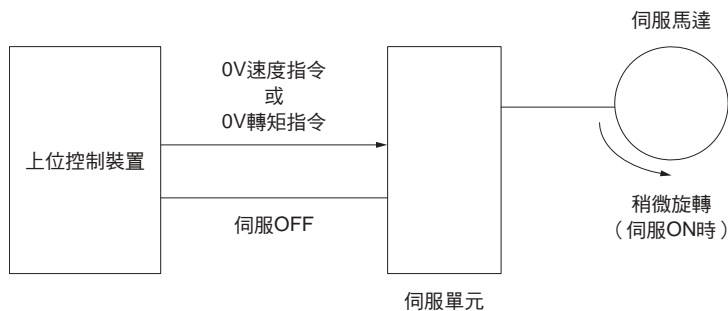 伺服馬達
0V速度指令
或
0V轉矩指令
上位控制裝置
伺服OFF
稍微旋轉
（伺服ON時）
伺服單元